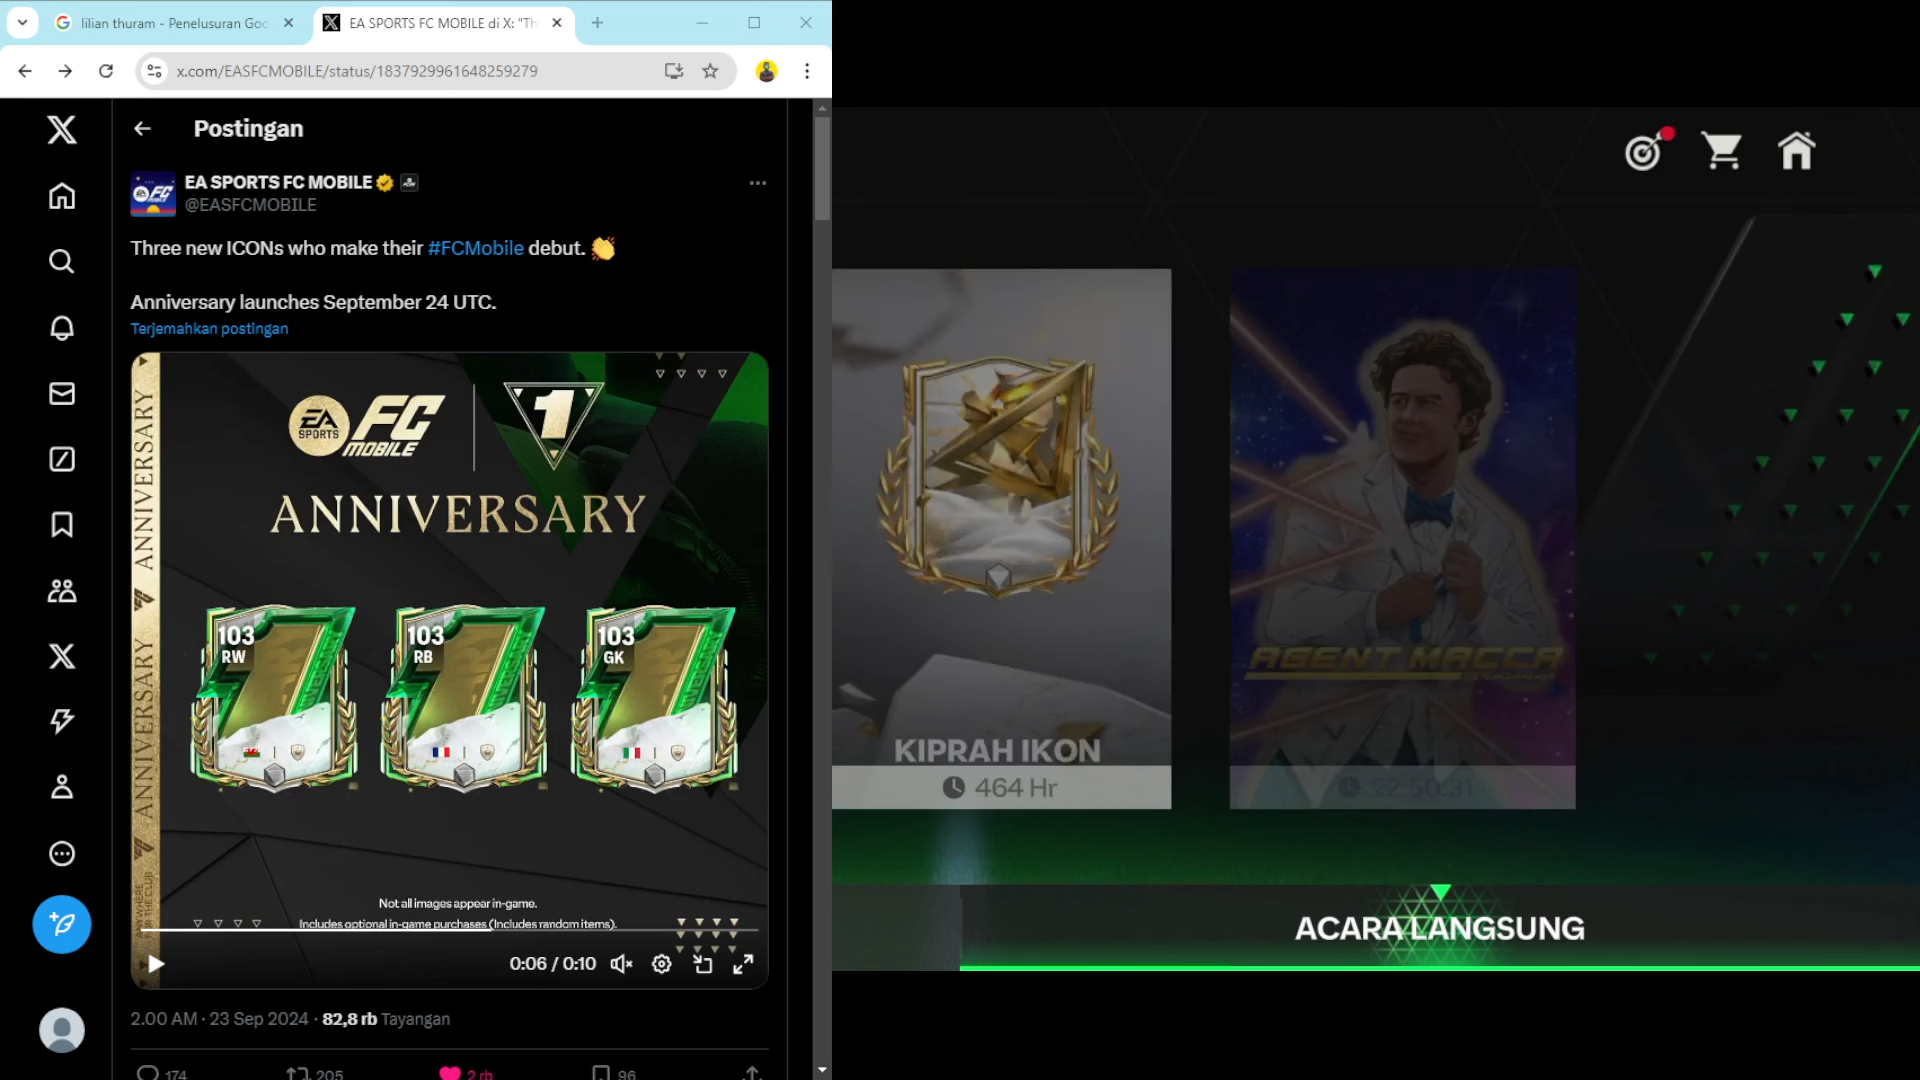 lilian thuram - Penelusuran Goo
EA SPORTS FC MOBILE di X: "Th
x.com/EASFCMOBILE/status/1837929961648259279
Postingan
EA SPORTS FC MOBILE
@EASFCMOBILE
Three new ICONs who make their #FCMobile debut. 👏
Anniversary launches September 24 UTC.
Terjemahkan postingan
EA SPORTS FC MOBILE
1
ANNIVERSARY
ANNIVERSARY
ANNIVERSARY
103
RW
103
RB
103
GK
Not all images appear in-game.
Includes optional in-game purchases (Includes random items).
0:06 / 0:10
2.00 AM · 23 Sep 2024 · 82,8 rb Tayangan
174
205
2 rb
96
KIPRAH IKON
464 Hr
AGENT MACCA
22:50:31
ACARA LANGSUNG